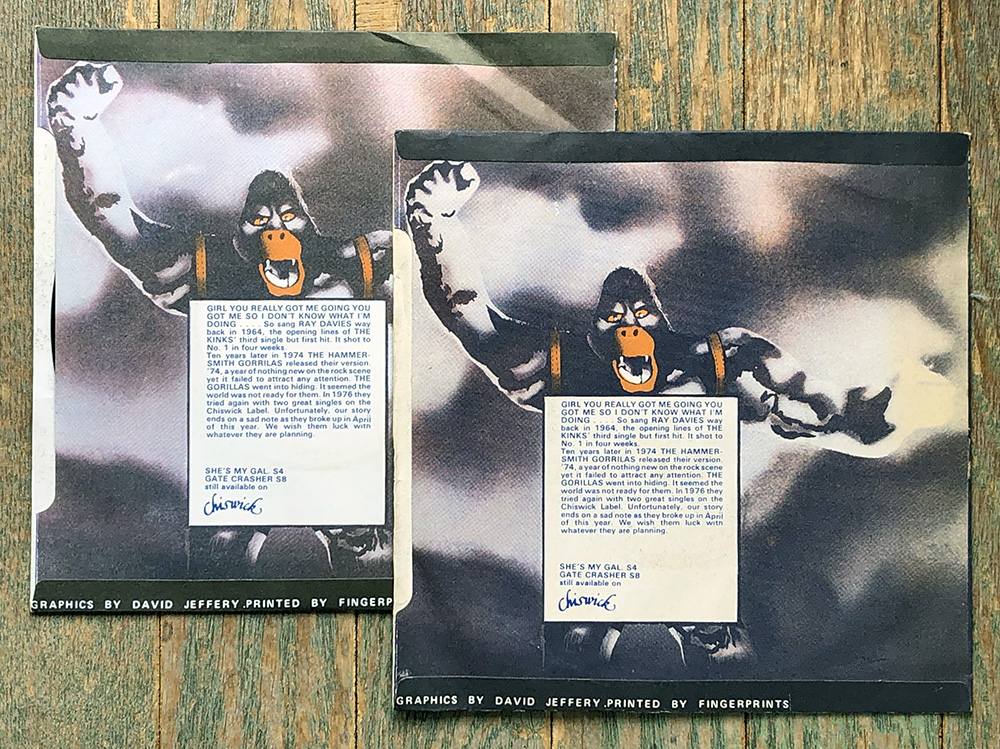 GIRL YOU REALLY GOT ME GOING YOU
GOT ME SO I DON'T KNOW WHAT I'M
DOING . . . . So sang RAY DAVIES way
back in 1964, the opening lines of THE
KINKS' third single but first hit. It shot to
No. 1 in four weeks.
Ten years later in 1974 THE HAMMER-
SMITH GORRILAS released their version.
'74, a year of nothing new on the rock scene
yet it failed to attract any attention. THE
GORILLAS went into hiding. It seemed the
world was not ready for them. In 1976 they
tried again with two great singles on the
Chiswick Label. Unfortunately, our story
ends on a sad note as they broke up in April
of this year. We wish them luck with
whatever they are planning.
SHE'S MY GAL. S4
GATE CRASHER S8
still available on
Chiswick
GRAPHICS BY DAVID JEFFERY.PRINTED BY FINGERP
GIRL YOU REALLY GOT ME GOING YOU
GOT ME SO I DON'T KNOW WHAT I'M
DOING . . . . So sang RAY DAVIES way
back in 1964, the opening lines of THE
KINKS' third single but first hit. It shot to
No. 1 in four weeks.
Ten years later in 1974 THE HAMMER-
SMITH GORRILAS released their version.
'74, a year of nothing new on the rock scene
yet it failed to attract any attention. THE
GORILLAS went into hiding. It seemed the
world was not ready for them. In 1976 they
tried again with two great singles on the
Chiswick Label. Unfortunately, our story
ends on a sad note as they broke up in April
of this year. We wish them luck with
whatever they are planning.
SHE'S MY GAL. S4
GATE CRASHER S8
still available on
Chiswick
GRAPHICS BY DAVID JEFFERY.PRINTED BY FINGERPRINTS